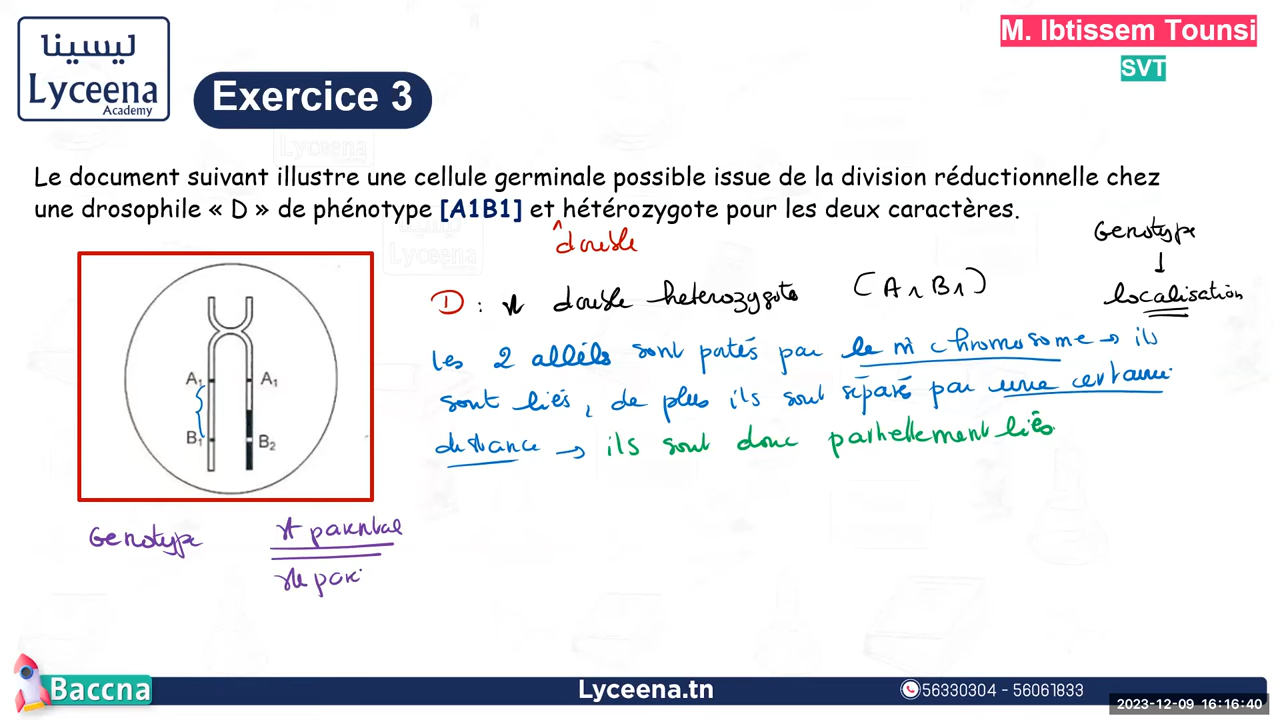 ليسينا
Lyceena
Academy
M. Ibtissem Tounsi
SVT
Exercice 3
Le document suivant illustre une cellule germinale possible issue de la division réductionnelle chez
une drosophile « D » de phénotype [A1B1] et hétérozygote pour les deux caractères.
double
Genotype
↓
localisation
D : double heterozygote (A1 B1)
les 2 allèls sont potés par le m̂ chromosome → ils
sont liés, de plus ils sont séparé par une certaine
distance → ils sont donc partiellement liés
A1 A1
B1 B2
Genotype
parental
Baccna
Lyceena.tn
56330304 - 56061833
2023-12-09 16:16:40